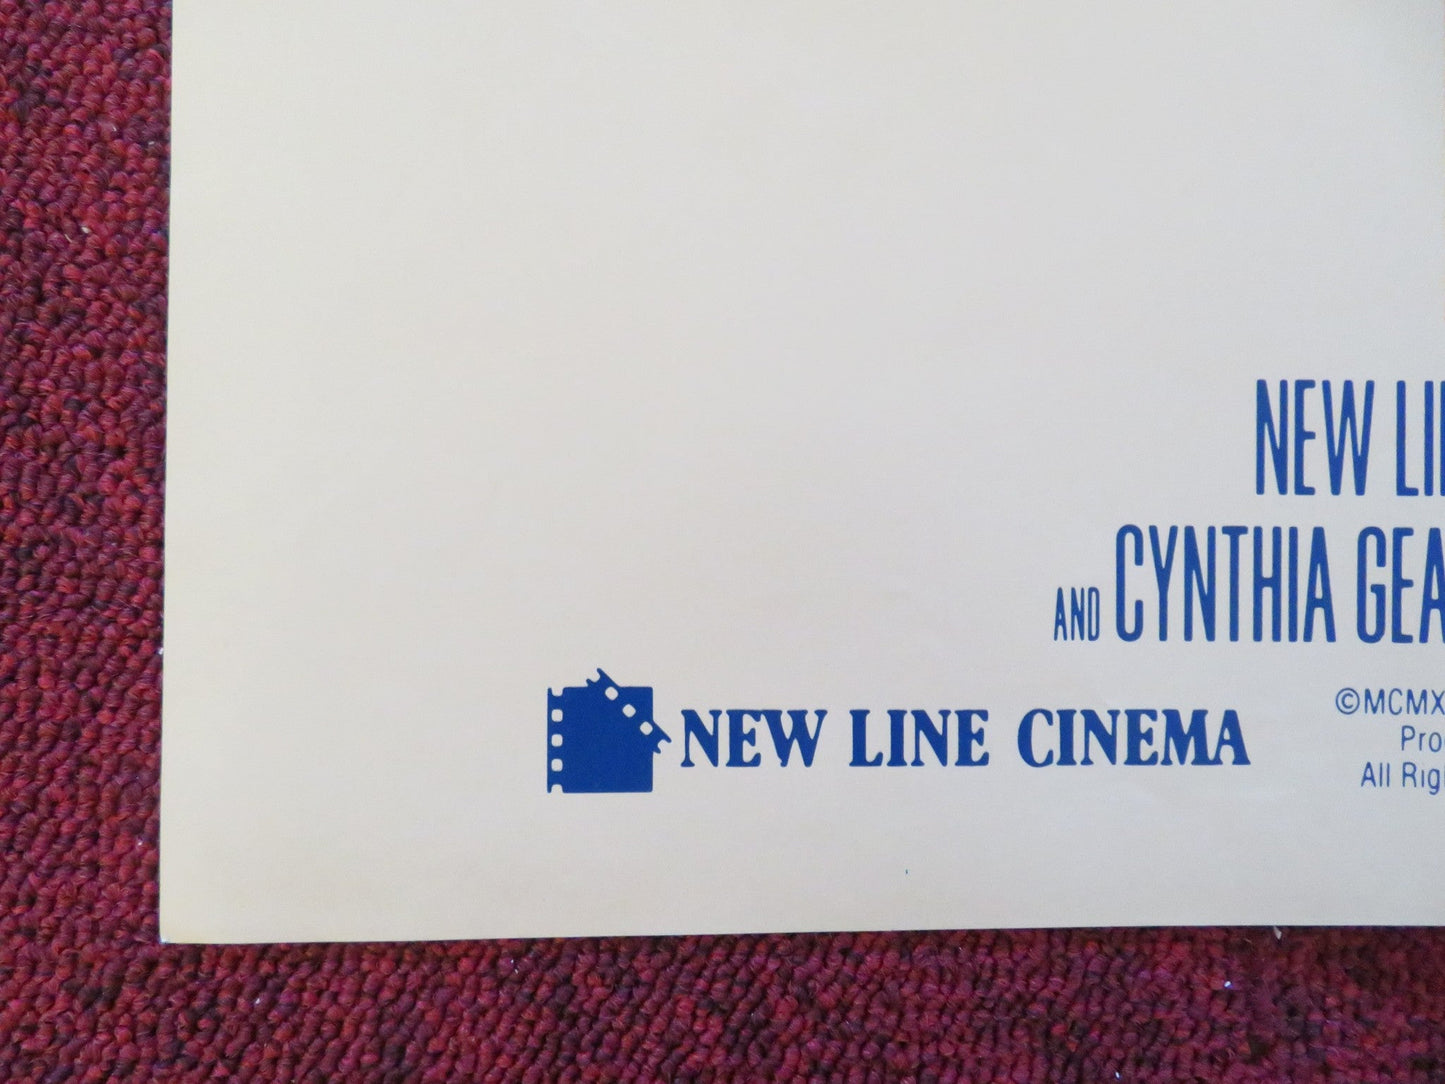 NEW LI
AND CYNTHIA GEA
NEW LINE CINEMA
©MCMX
Pro
All Rig